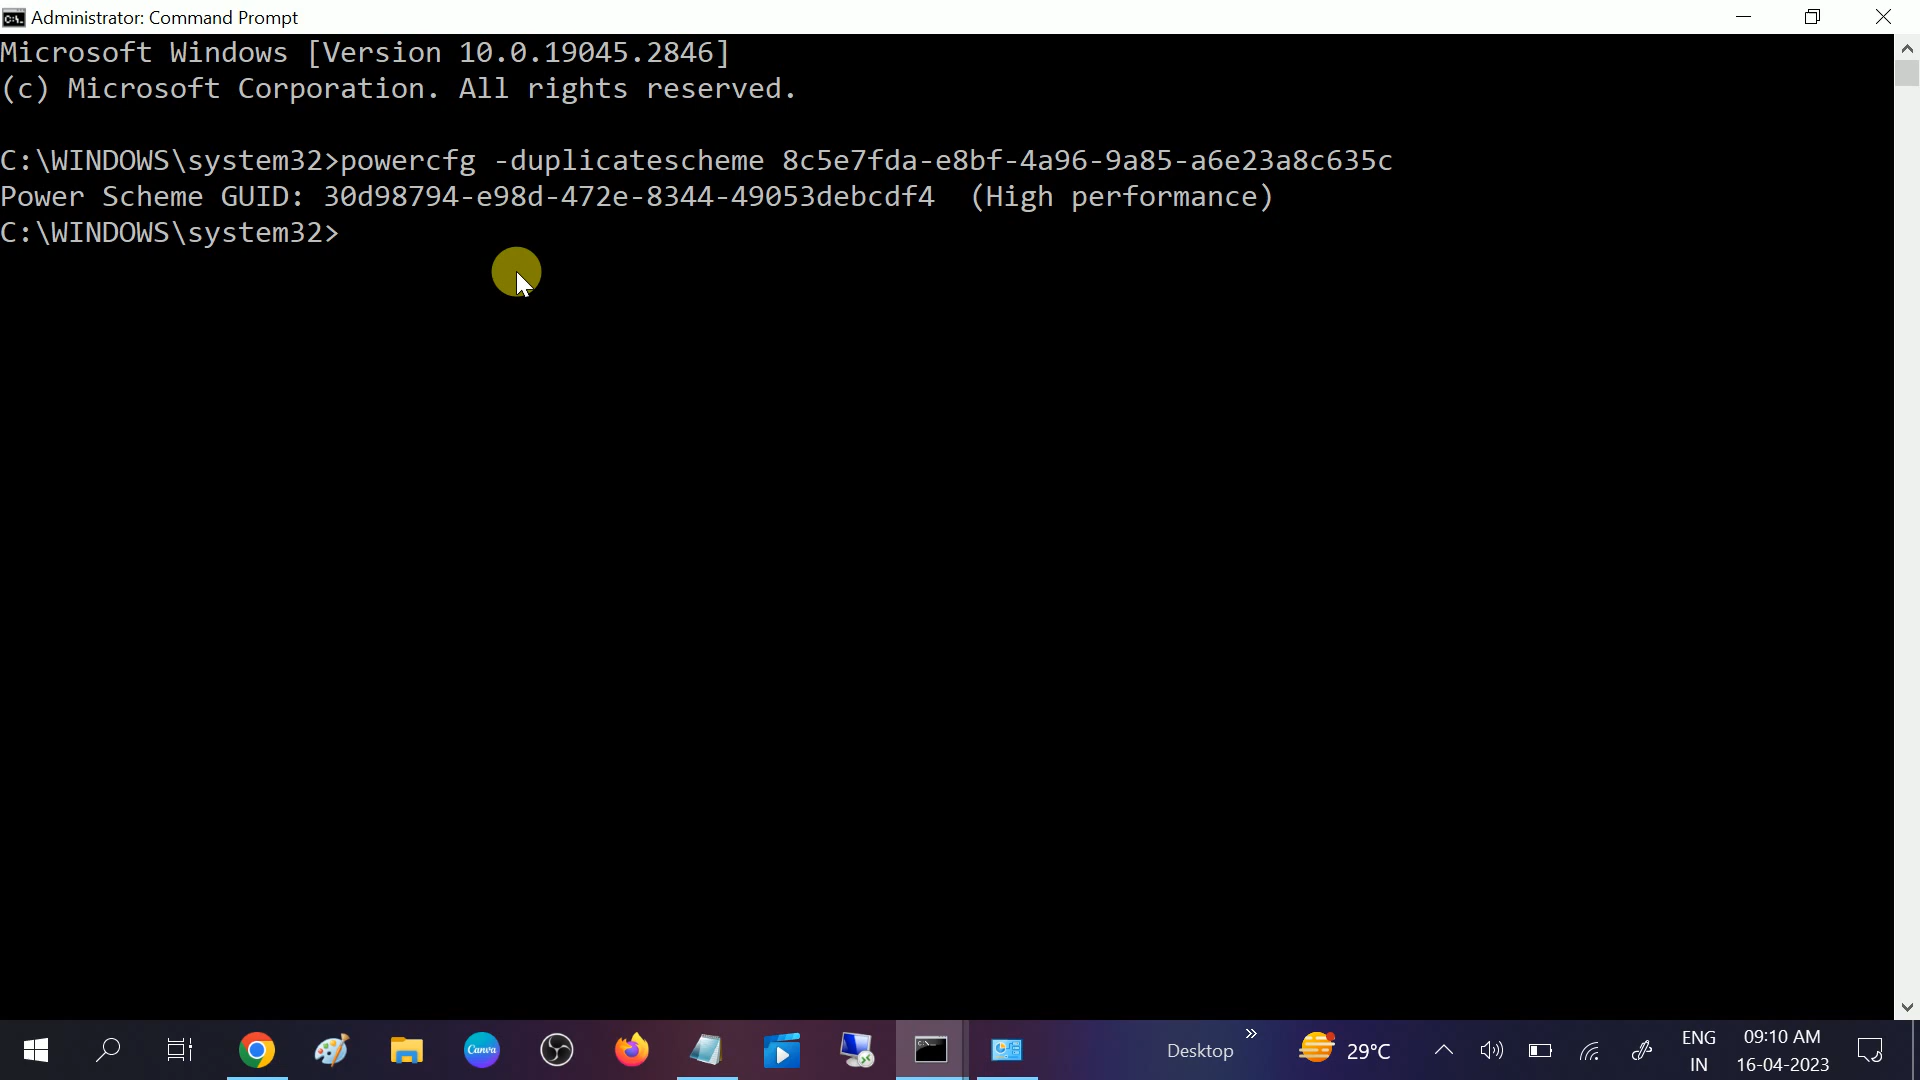 Administrator: Command Prompt
Microsoft Windows [Version 10.0.19045.2846]
(c) Microsoft Corporation. All rights reserved.
C:\WINDOWS\system32>powercfg -duplicatescheme 8c5e7fda-e8bf-4a96-9a85-a6e23a8c635c
Power Scheme GUID: 30d98794-e98d-472e-8344-49053debcdf4  (High performance)
C:\WINDOWS\system32>
Canva
Desktop
29°C
ENG
IN
09:10 AM
16-04-2023